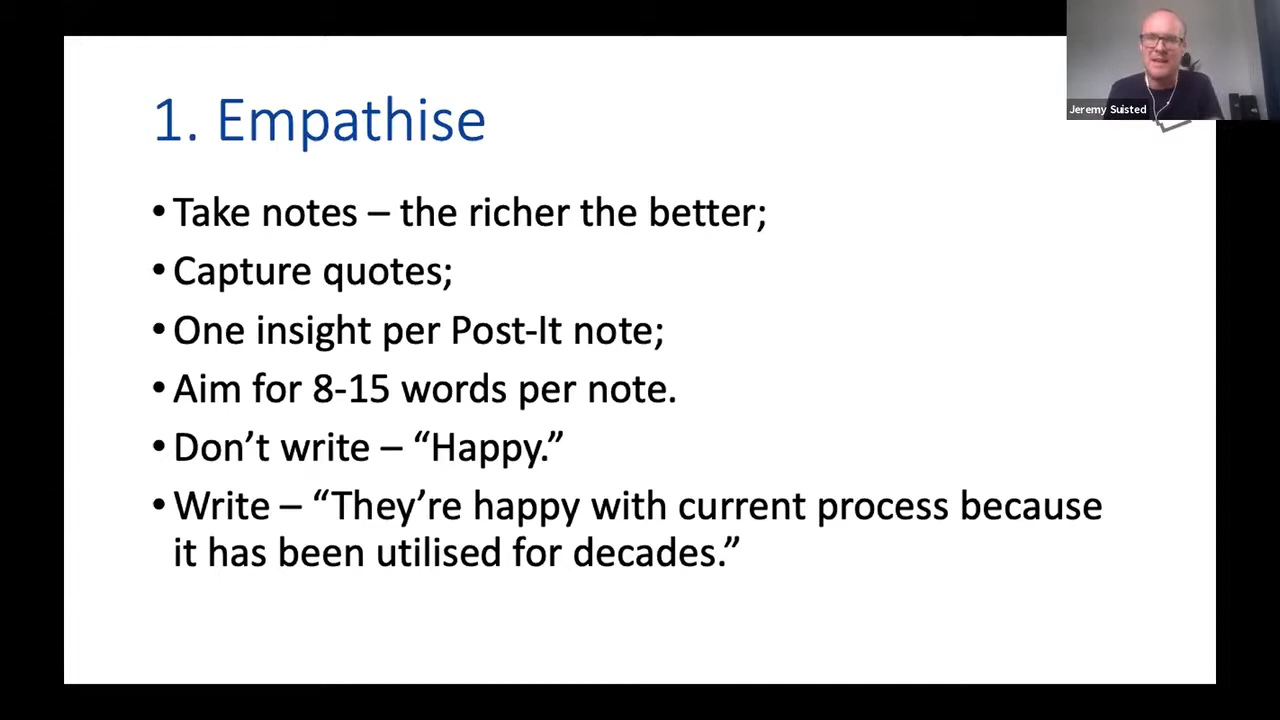 1. Empathise
• Take notes – the richer the better;
• Capture quotes;
• One insight per Post-It note;
• Aim for 8-15 words per note.
• Don’t write – “Happy.”
• Write – “They’re happy with current process because
it has been utilised for decades.”
Jeremy Suisted